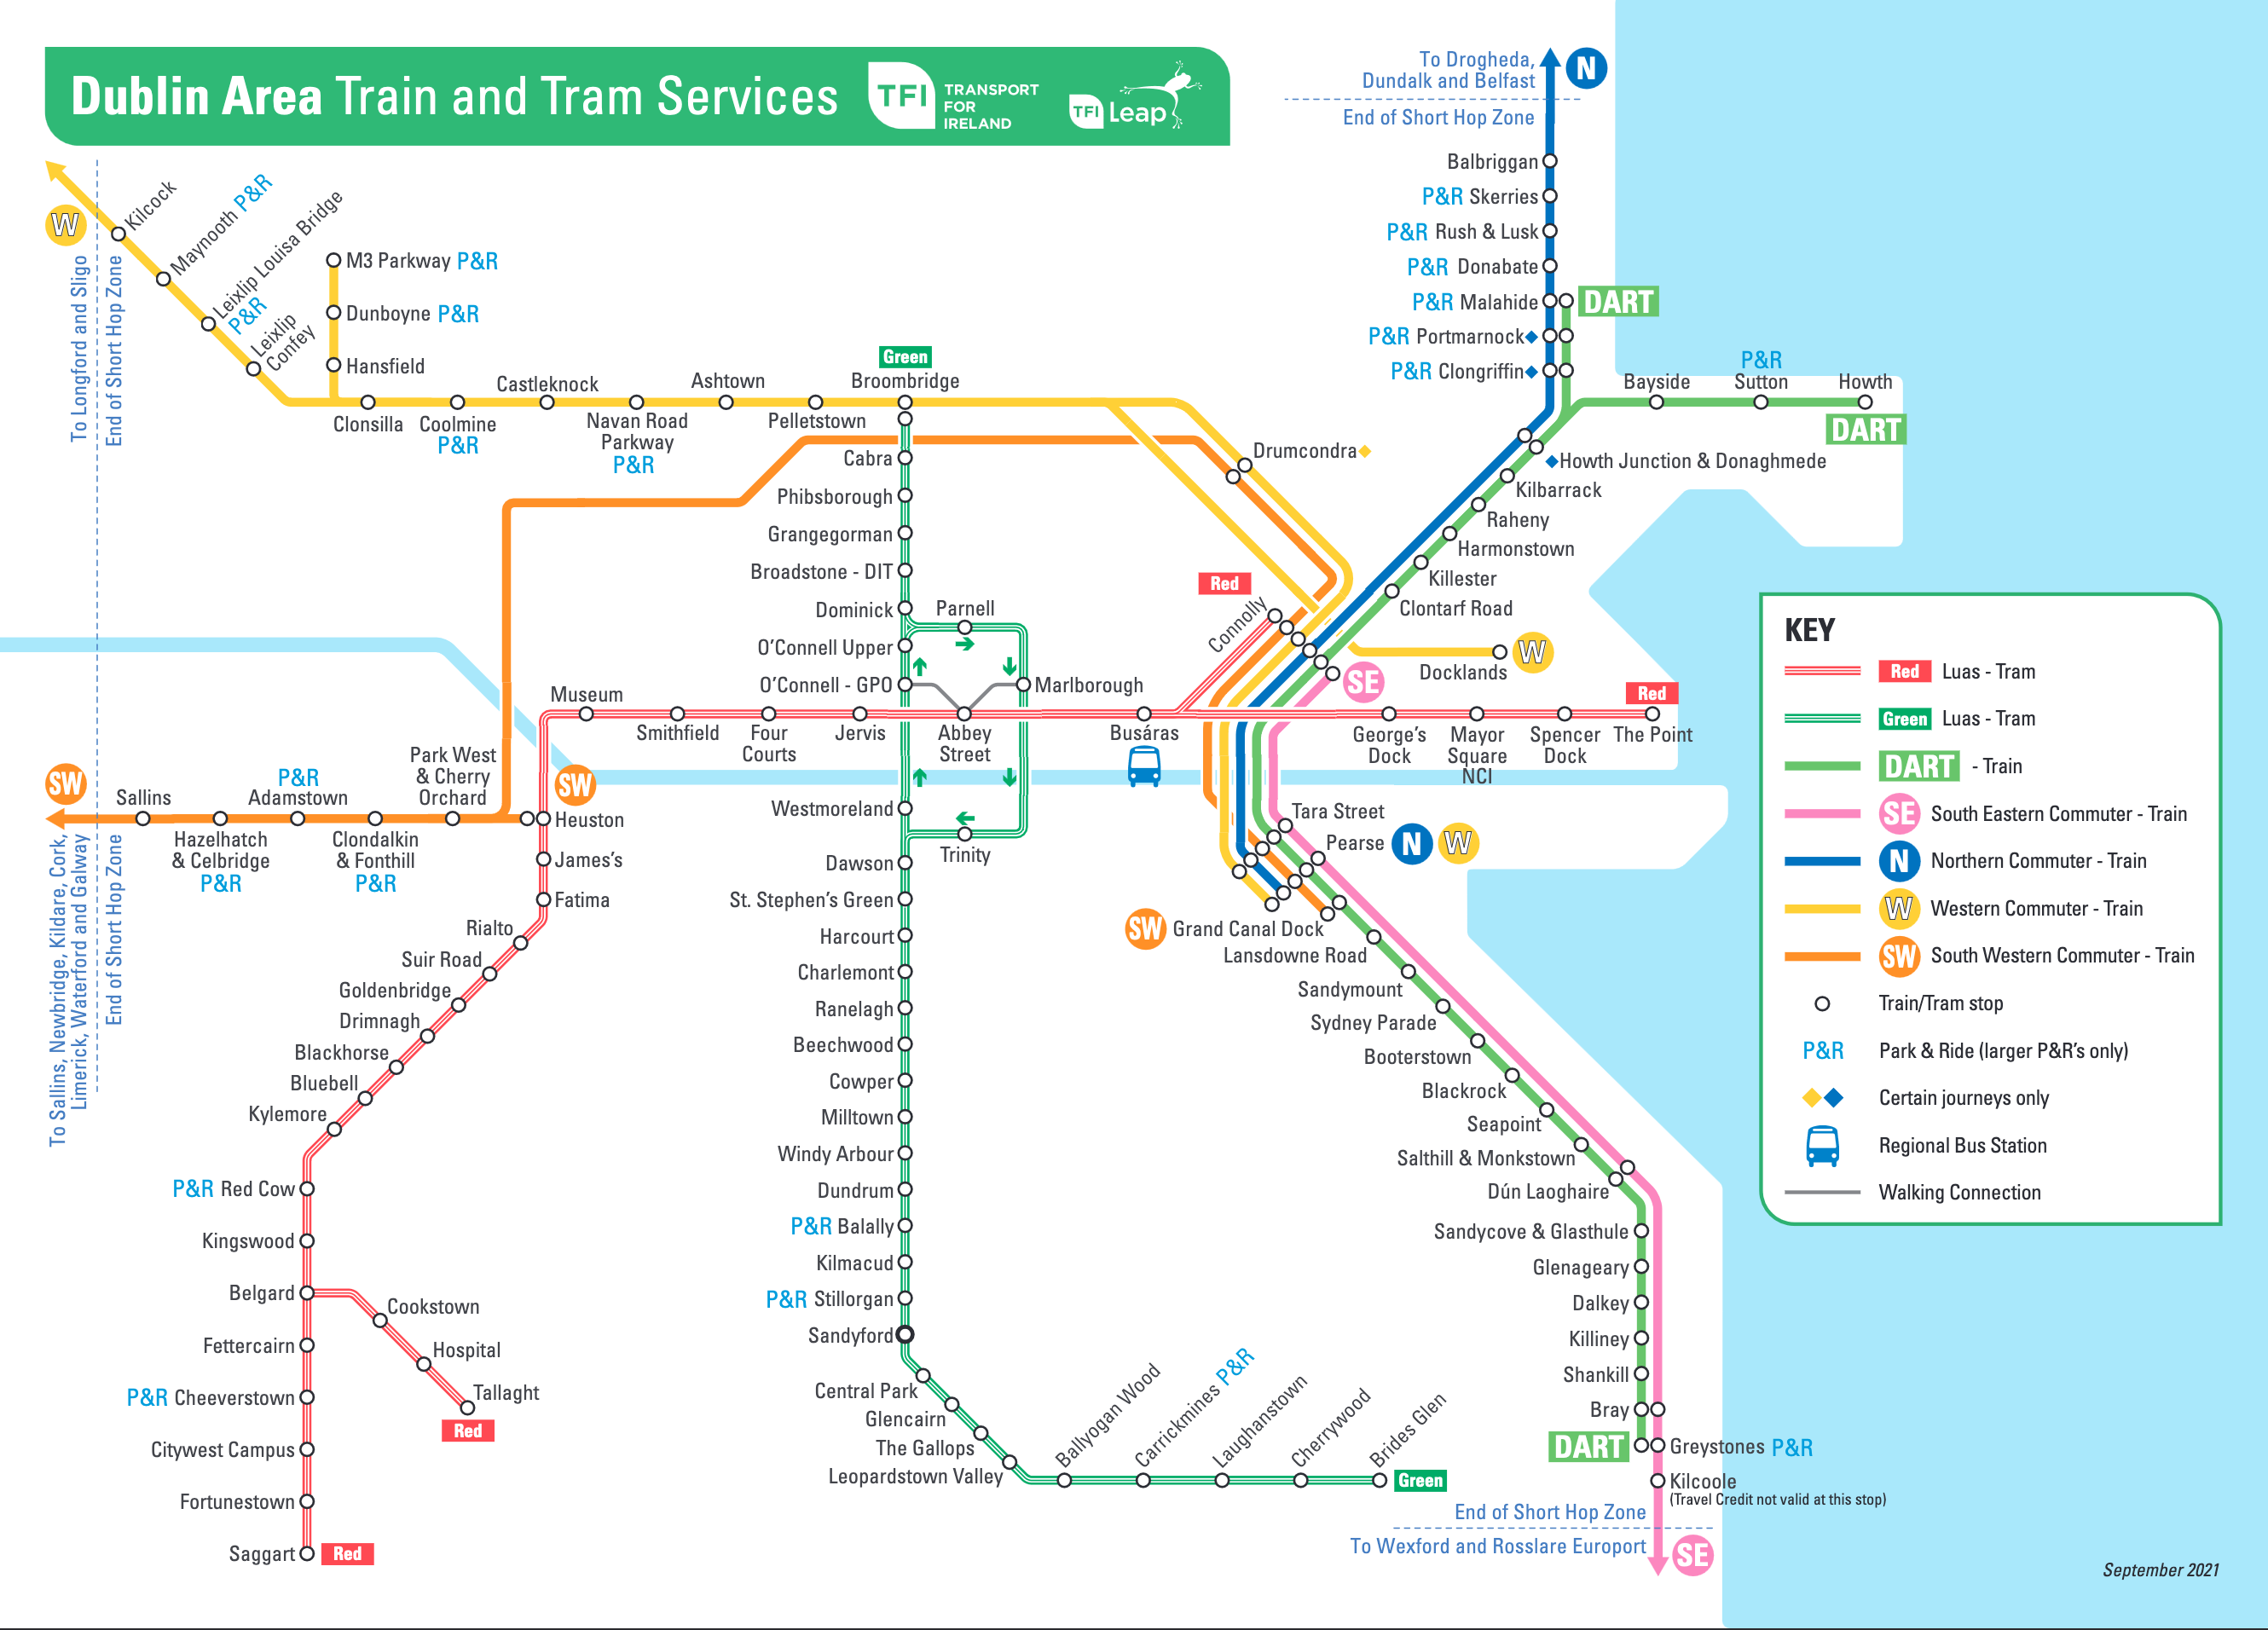 Dublin Area Train and Tram Services
TFI
TRANSPORT
FOR
IRELAND
TFI Leap
To Drogheda,
Dundalk and Belfast
N
End of Short Hop Zone
Balbriggan
P&R Skerries
P&R Rush & Lusk
P&R Donabate
P&R Malahide
DART
P&R Portmarnock
P&R Clongriffin
Bayside
P&R
Sutton
Howth
DART
Howth Junction & Donaghmede
Kilbarrack
Raheny
Harmonstown
Killester
Clontarf Road
W
To Longford and Sligo
End of Short Hop Zone
Kilcock
Maynooth P&R
Leixlip Louisa Bridge
P&R
Leixlip
Confey
M3 Parkway P&R
Dunboyne P&R
Hansfield
Clonsilla
Coolmine
P&R
Castleknock
Navan Road
Parkway
P&R
Ashtown
Pelletstown
Green
Broombridge
Drumcondra
Cabra
Phibsborough
Grangegorman
Broadstone - DIT
Dominick
Parnell
O'Connell Upper
O'Connell - GPO
Marlborough
Red
Connolly
SE
Docklands
W
Red
Museum
Smithfield
Four
Courts
Jervis
Abbey
Street
Busáras
George's
Dock
Mayor
Square
NCI
Spencer
Dock
The Point
SW
Sallins
Hazelhatch
& Celbridge
P&R
P&R
Adamstown
Clondalkin
& Fonthill
P&R
Park West
& Cherry
Orchard
SW
Heuston
To Sallins, Newbridge, Kildare, Cork,
Limerick, Waterford and Galway
End of Short Hop Zone
James's
Fatima
Rialto
Suir Road
Goldenbridge
Drimnagh
Blackhorse
Bluebell
Kylemore
P&R Red Cow
Kingswood
Belgard
Cookstown
Hospital
Tallaght
Red
Fettercairn
P&R Cheeverstown
Citywest Campus
Fortunestown
Saggart
Red
Westmoreland
Trinity
Dawson
St. Stephen's Green
Harcourt
Charlemont
Ranelagh
Beechwood
Cowper
Milltown
Windy Arbour
Dundrum
P&R Balally
Kilmacud
P&R Stillorgan
Sandyford
Central Park
Glencairn
The Gallops
Leopardstown Valley
Ballyogan Wood
Carrickmines P&R
Laughanstown
Cherrywood
Brides Glen
Green
Tara Street
Pearse
N
W
SW
Grand Canal Dock
Lansdowne Road
Sandymount
Sydney Parade
Booterstown
Blackrock
Seapoint
Salthill & Monkstown
Dún Laoghaire
Sandycove & Glasthule
Glenageary
Dalkey
Killiney
Shankill
Bray
DART
Greystones P&R
Kilcoole
(Travel Credit not valid at this stop)
End of Short Hop Zone
To Wexford and Rosslare Europort
SE
KEY
Red Luas - Tram
Green Luas - Tram
DART - Train
SE South Eastern Commuter - Train
N Northern Commuter - Train
W Western Commuter - Train
SW South Western Commuter - Train
Train/Tram stop
P&R Park & Ride (larger P&R's only)
Certain journeys only
Regional Bus Station
Walking Connection
September 2021